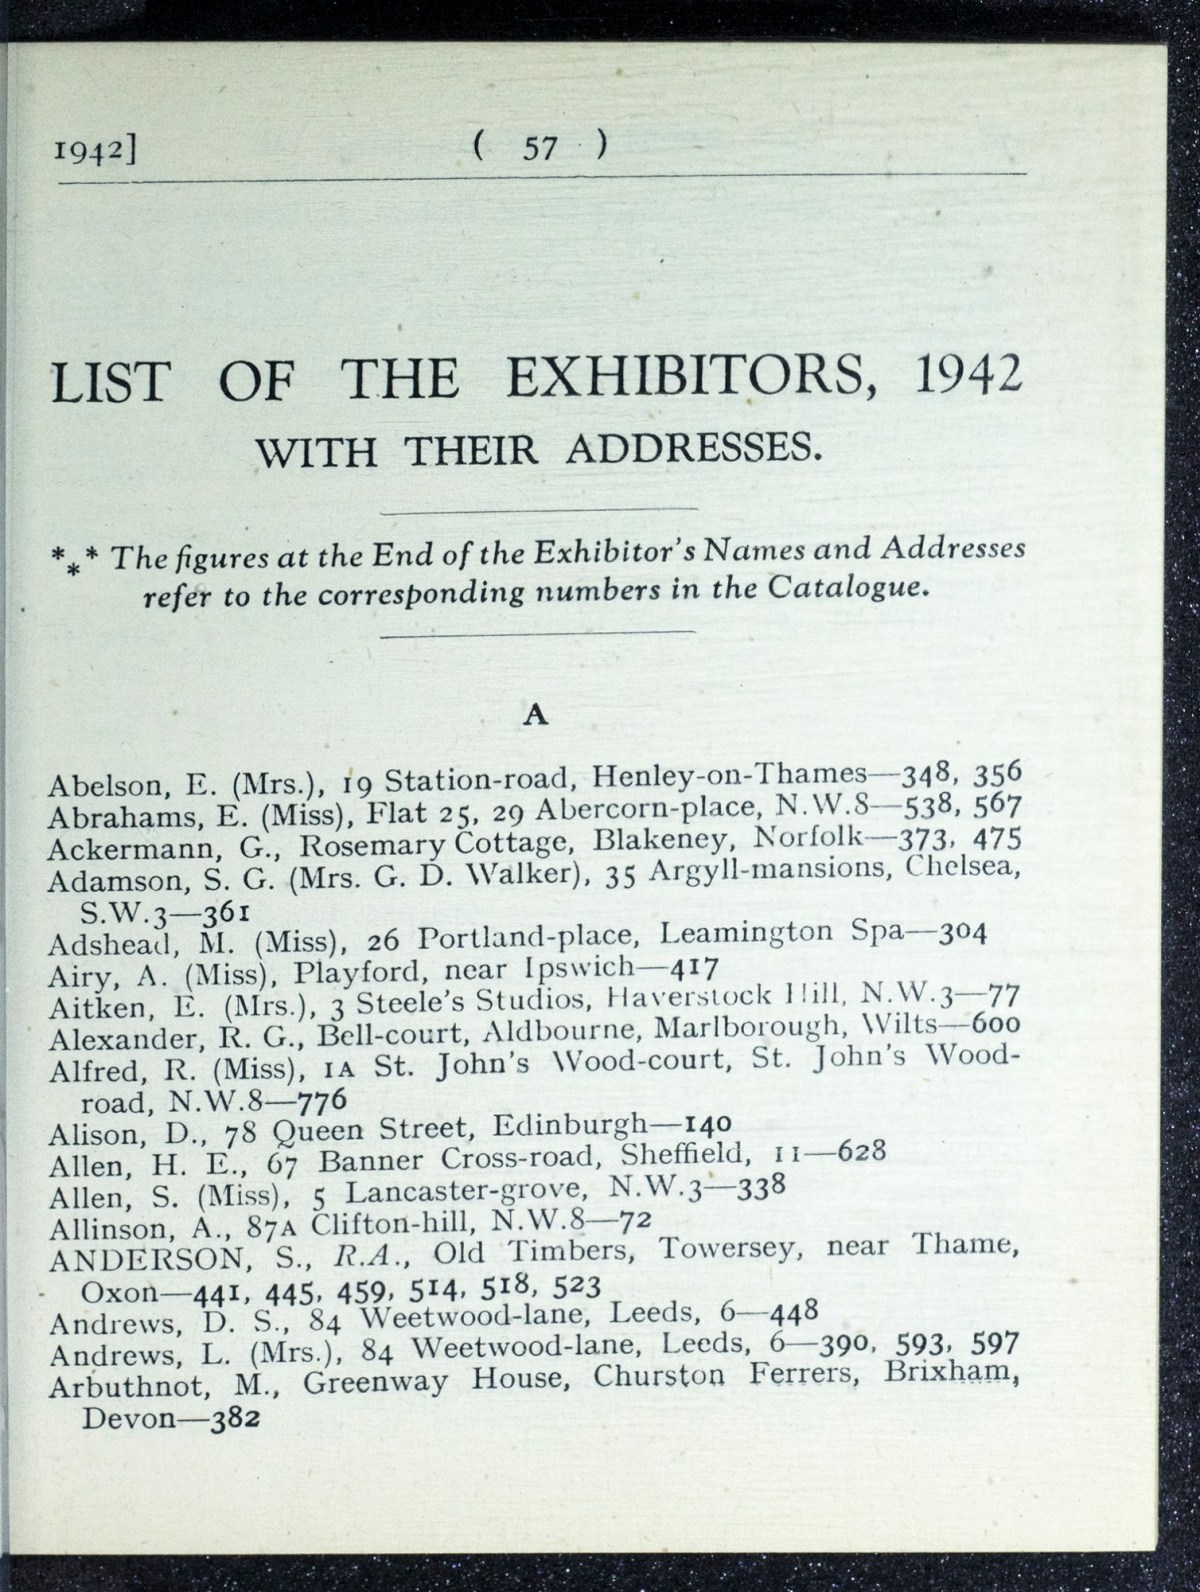 1942]
( 57 )
LIST OF THE EXHIBITORS, 1942
WITH THEIR ADDRESSES.
*** The figures at the End of the Exhibitor's Names and Addresses
refer to the corresponding numbers in the Catalogue.
A
Abelson, E. (Mrs.), 19 Station-road, Henley-on-Thames—348, 356
Abrahams, E. (Miss), Flat 25, 29 Abercorn-place, N.W.8—538, 567
Ackermann, G., Rosemary Cottage, Blakeney, Norfolk—373, 475
Adamson, S. G. (Mrs. G. D. Walker), 35 Argyll-mansions, Chelsea,
S.W.3—361
Adshead, M. (Miss), 26 Portland-place, Leamington Spa—304
Airy, A. (Miss), Playford, near Ipswich—417
Aitken, E. (Mrs.), 3 Steele's Studios, Haverstock Hill, N.W.3—77
Alexander, R. G., Bell-court, Aldbourne, Marlborough, Wilts—600
Alfred, R. (Miss), 1A St. John's Wood-court, St. John's Wood-
road, N.W.8—776
Alison, D., 78 Queen Street, Edinburgh—140
Allen, H. E., 67 Banner Cross-road, Sheffield, 11—628
Allen, S. (Miss), 5 Lancaster-grove, N.W.3—338
Allinson, A., 87A Clifton-hill, N.W.8—72
ANDERSON, S., R.A., Old Timbers, Towersey, near Thame,
Oxon—441, 445, 459, 514, 518, 523
Andrews, D. S., 84 Weetwood-lane, Leeds, 6—448
Andrews, L. (Mrs.), 84 Weetwood-lane, Leeds, 6—390, 593, 597
Arbuthnot, M., Greenway House, Churston Ferrers, Brixham,
Devon—382